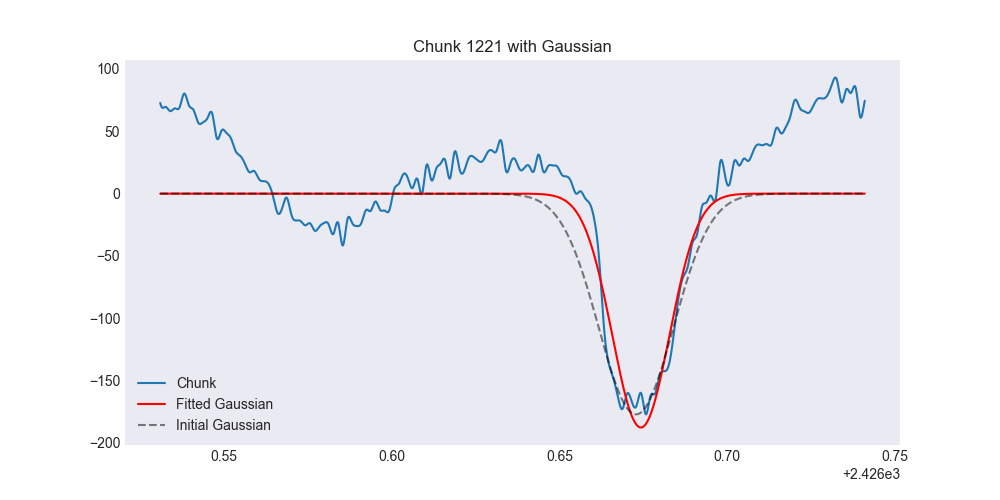 Chunk 1221 with Gaussian
100
50
0
−50
−100
−150
−200
Chunk
Fitted Gaussian
Initial Gaussian
0.55 0.60 0.65 0.70 0.75
+2.426e3